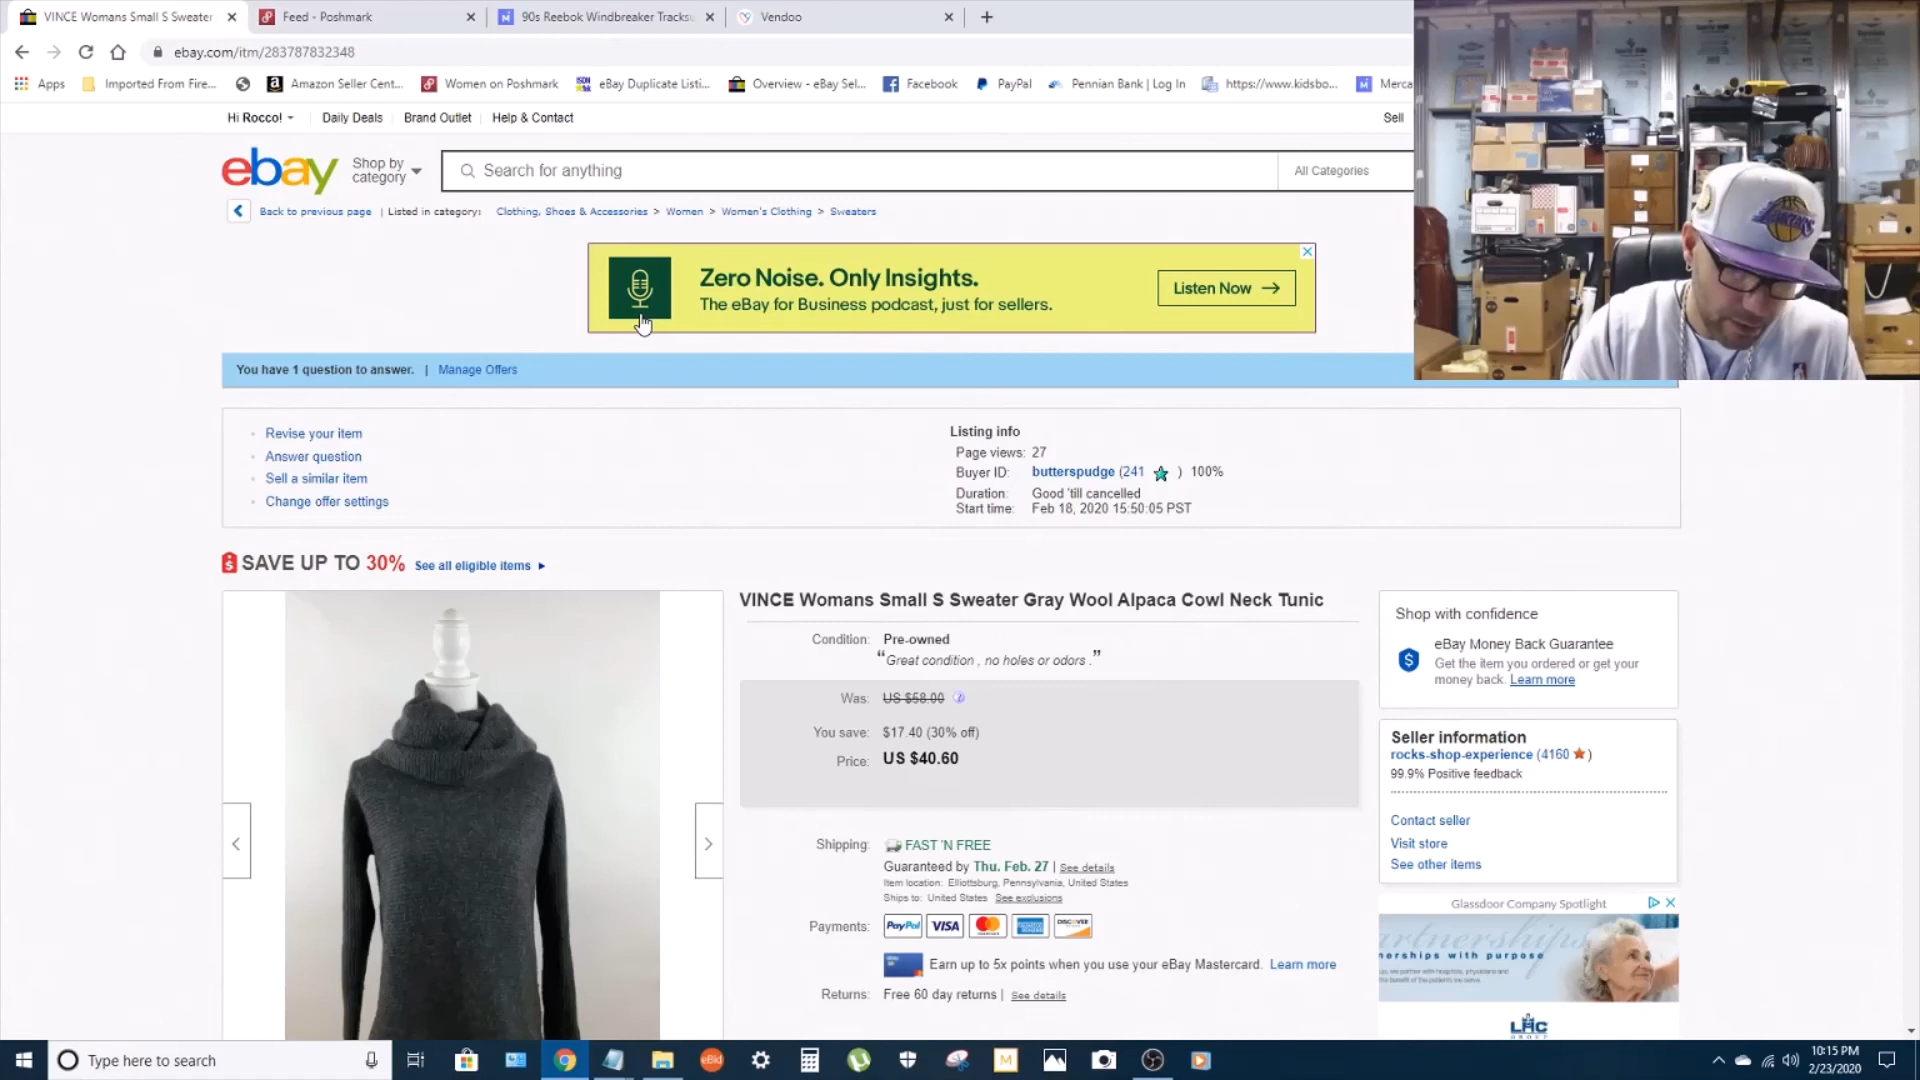 VINCE Womans Small S Sweater
Feed - Poshmark
90s Reebok Windbreaker Tracksu
Vendoo
ebay.com/itm/283787832348
Apps
Imported From Fire...
Amazon Seller Cent...
Women on Poshmark
eBay Duplicate Listi...
Overview - eBay Sel...
Facebook
PayPal
Pennian Bank | Log In
https://www.kidsbo...
Merca
Hi Rocco!
Daily Deals
Brand Outlet
Help & Contact
Sell
ebay
Shop by
category
Search for anything
All Categories
Back to previous page | Listed in category:
Clothing, Shoes & Accessories > Women > Women's Clothing > Sweaters
Zero Noise. Only Insights.
The eBay for Business podcast, just for sellers.
Listen Now →
You have 1 question to answer. | Manage Offers
Revise your item
Answer question
Sell a similar item
Change offer settings
Listing info
Page views: 27
Buyer ID: butterspudge (241 ) 100%
Duration: Good 'till cancelled
Start time: Feb 18, 2020 15:50:05 PST
SAVE UP TO 30% See all eligible items
VINCE Womans Small S Sweater Gray Wool Alpaca Cowl Neck Tunic
Condition: Pre-owned
“Great condition , no holes or odors .”
Was: US $58.00
You save: $17.40 (30% off)
Price: US $40.60
Shipping: FAST 'N FREE
Guaranteed by Thu. Feb. 27 | See details
Item location: Elliottsburg, Pennsylvania, United States
Ships to: United States See exclusions
Payments: PayPal VISA MasterCard AMERICAN EXPRESS DISCOVER
Earn up to 5x points when you use your eBay Mastercard. Learn more
Returns: Free 60 day returns | See details
Shop with confidence
eBay Money Back Guarantee
Get the item you ordered or get your
money back. Learn more
Seller information
rocks-shop-experience (4160 )
99.9% Positive feedback
Contact seller
Visit store
See other items
Glassdoor Company Spotlight
LHC
GROUP
LAKERS
Type here to search
eBid
M
10:15 PM
2/23/2020